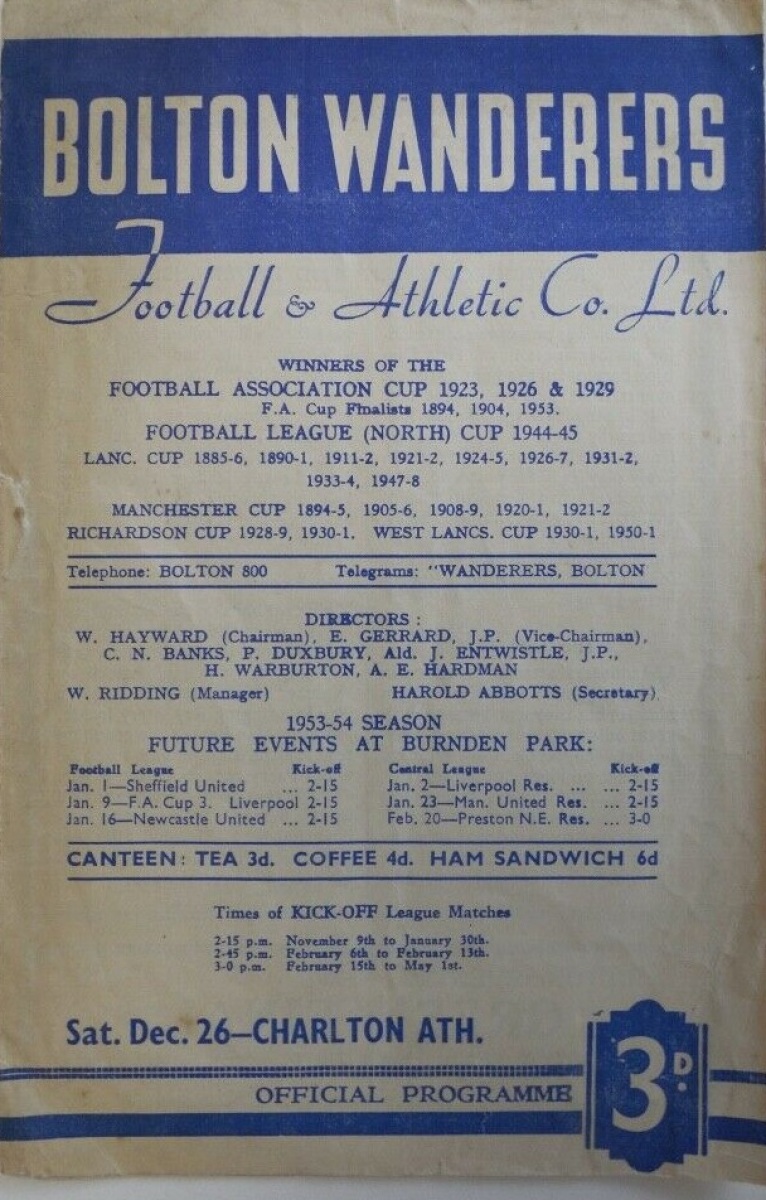 BOLTON WANDERERS
Football & Athletic Co. Ltd.
WINNERS OF THE
FOOTBALL ASSOCIATION CUP 1923, 1926 & 1929
F.A. Cup Finalists 1894, 1904, 1953.
FOOTBALL LEAGUE (NORTH) CUP 1944-45
LANC. CUP 1885-6, 1890-1, 1911-2, 1921-2, 1924-5, 1926-7, 1931-2,
1933-4, 1947-8
MANCHESTER CUP 1894-5, 1905-6, 1908-9, 1920-1, 1921-2
RICHARDSON CUP 1928-9, 1930-1. WEST LANCS. CUP 1930-1, 1950-1
Telephone: BOLTON 800 Telegrams: "WANDERERS, BOLTON
DIRECTORS :
W. HAYWARD (Chairman), E. GERRARD, J.P. (Vice-Chairman),
C. N. BANKS, P. DUXBURY, Ald. J. ENTWISTLE, J.P.,
H. WARBURTON, A. E. HARDMAN
W. RIDDING (Manager) HAROLD ABBOTTS (Secretary)
1953-54 SEASON
FUTURE EVENTS AT BURNDEN PARK:
Football League Kick-off Central League Kick-off
Jan. 1—Sheffield United ... 2-15 Jan. 2—Liverpool Res. ... ... 2-15
Jan. 9—F.A. Cup 3. Liverpool 2-15 Jan. 23—Man. United Res. ... 2-15
Jan. 16—Newcastle United ... 2-15 Feb. 20—Preston N.E. Res. ... 3-0
CANTEEN: TEA 3d. COFFEE 4d. HAM SANDWICH 6d
Times of KICK-OFF League Matches
2-15 p.m. November 9th to January 30th.
2-45 p.m. February 6th to February 13th.
3-0 p.m. February 15th to May 1st.
Sat. Dec. 26—CHARLTON ATH.
OFFICIAL PROGRAMME
3D.